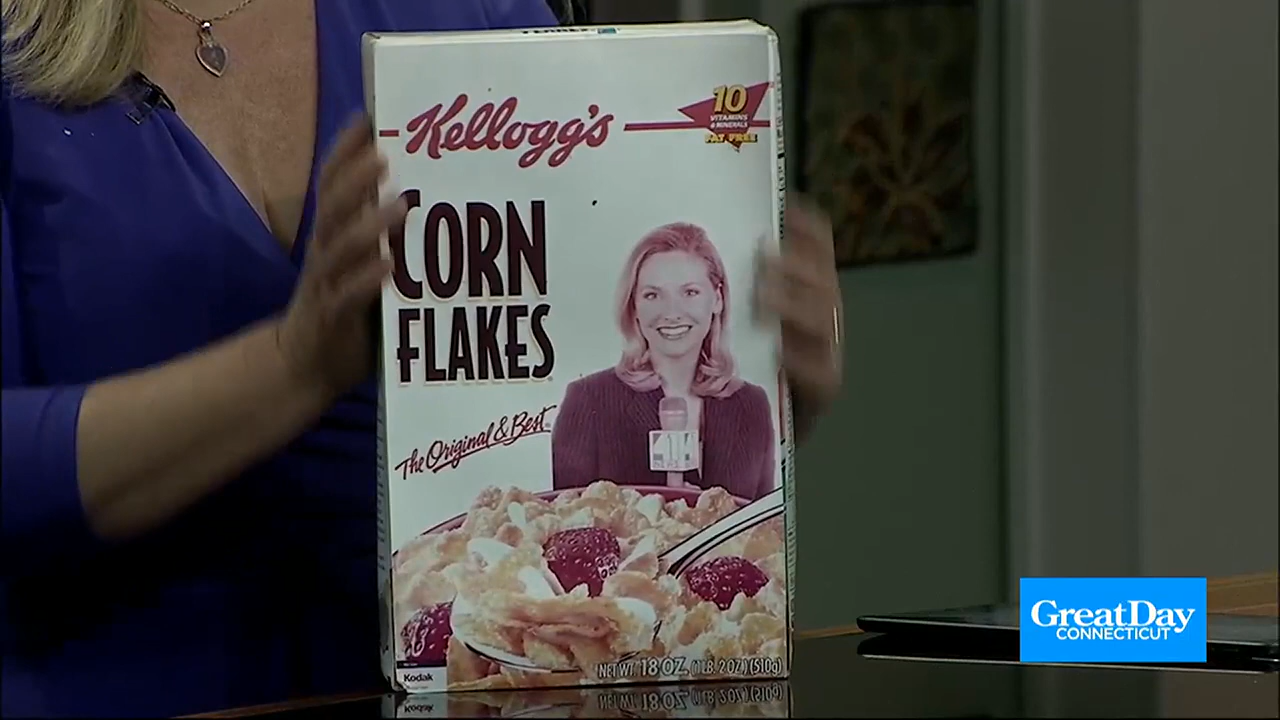 Kellogg's
10
VITAMINS
& MINERALS
FAT FREE
CORN
FLAKES
The Original & Best
Kodak
NET WT. 18 OZ. (1 LB. 2 OZ.) (510g)
GreatDay
CONNECTICUT